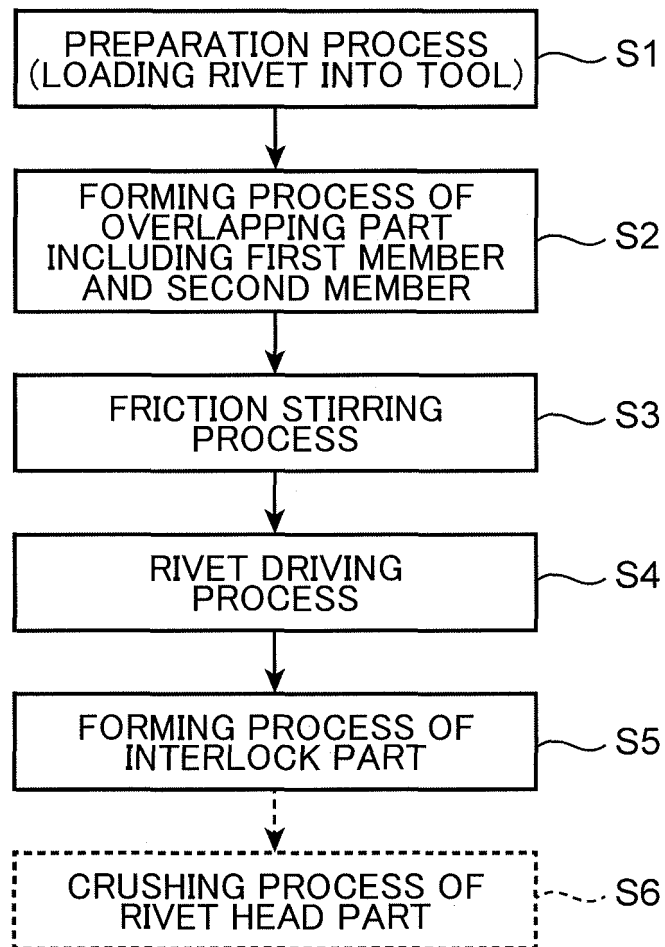 PREPARATION PROCESS
(LOADING RIVET INTO TOOL)
S1
FORMING PROCESS OF
OVERLAPPING PART
INCLUDING FIRST MEMBER
AND SECOND MEMBER
S2
FRICTION STIRRING
PROCESS
S3
RIVET DRIVING
PROCESS
S4
FORMING PROCESS OF
INTERLOCK PART
S5
CRUSHING PROCESS OF
RIVET HEAD PART
S6